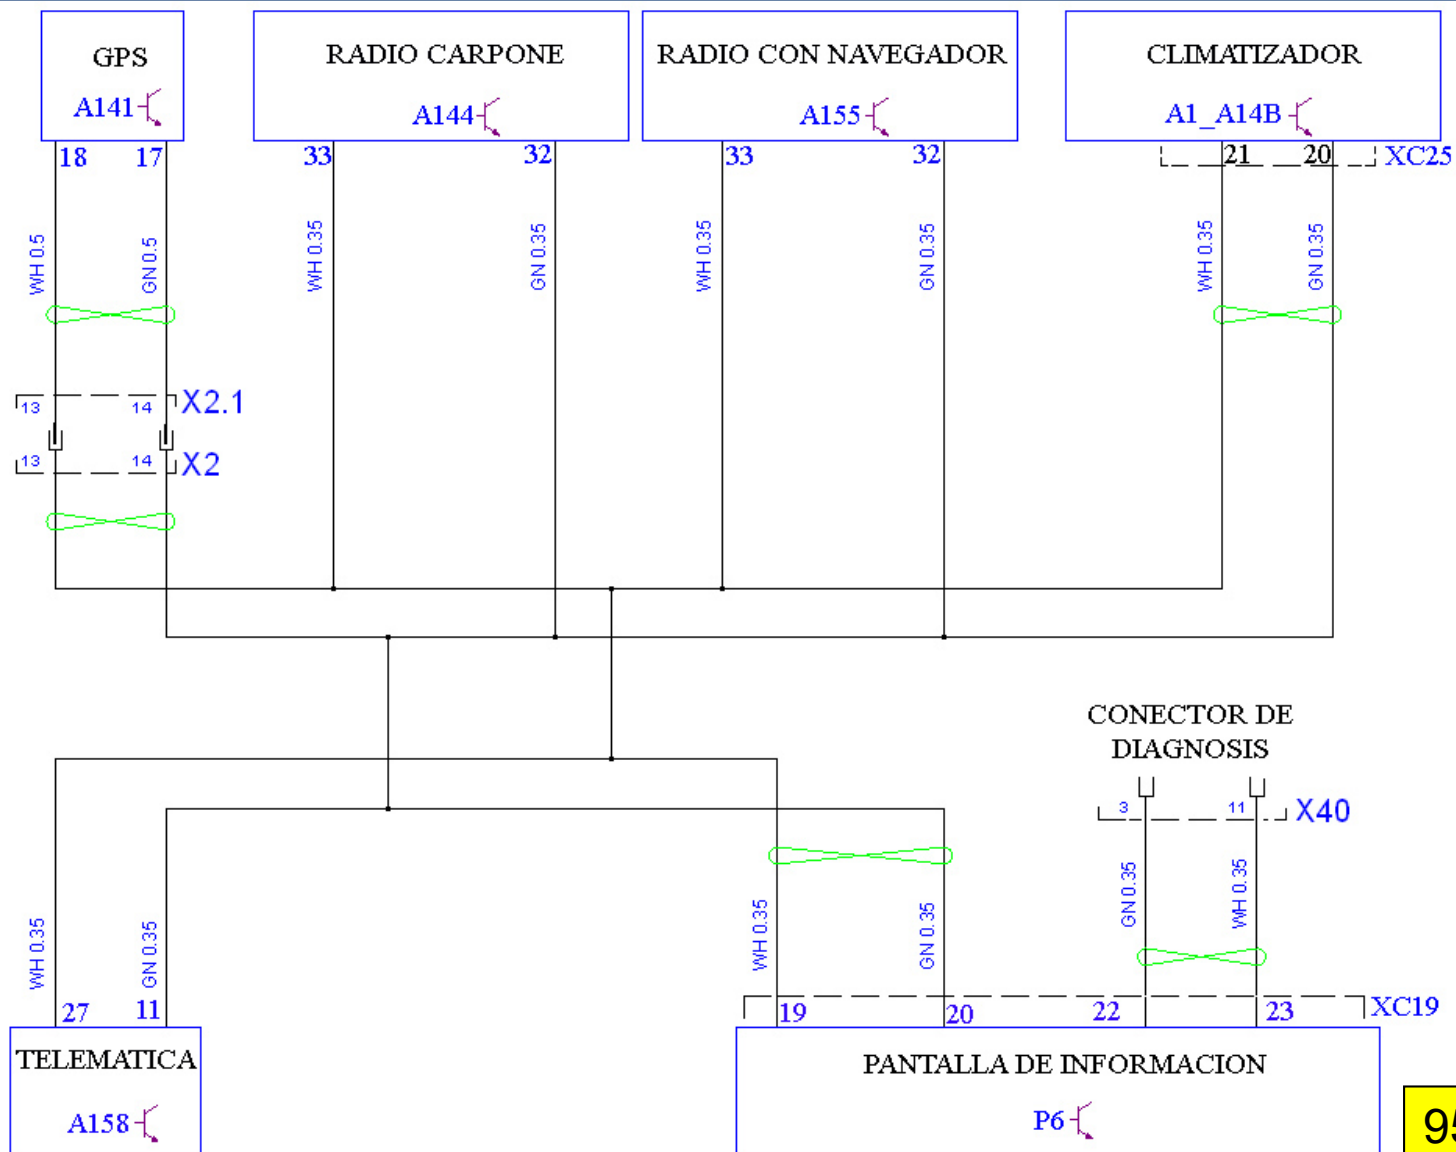 GPS
A141
RADIO CARPONE
A144
RADIO CON NAVEGADOR
A155
CLIMATIZADOR
A1_A14B
18 17 33 32 33 32 21 20 XC25
WH 0.5
GN 0.5
WH 0.35
GN 0.35
WH 0.35
GN 0.35
WH 0.35
GN 0.35
13 14 X2.1
13 14 X2
CONECTOR DE
DIAGNOSIS
3 11 X40
WH 0.35
GN 0.35
WH 0.35
GN 0.35
GN 0.35
WH 0.35
27 11 19 20 22 23 XC19
TELEMATICA
A158
PANTALLA DE INFORMACION
P6